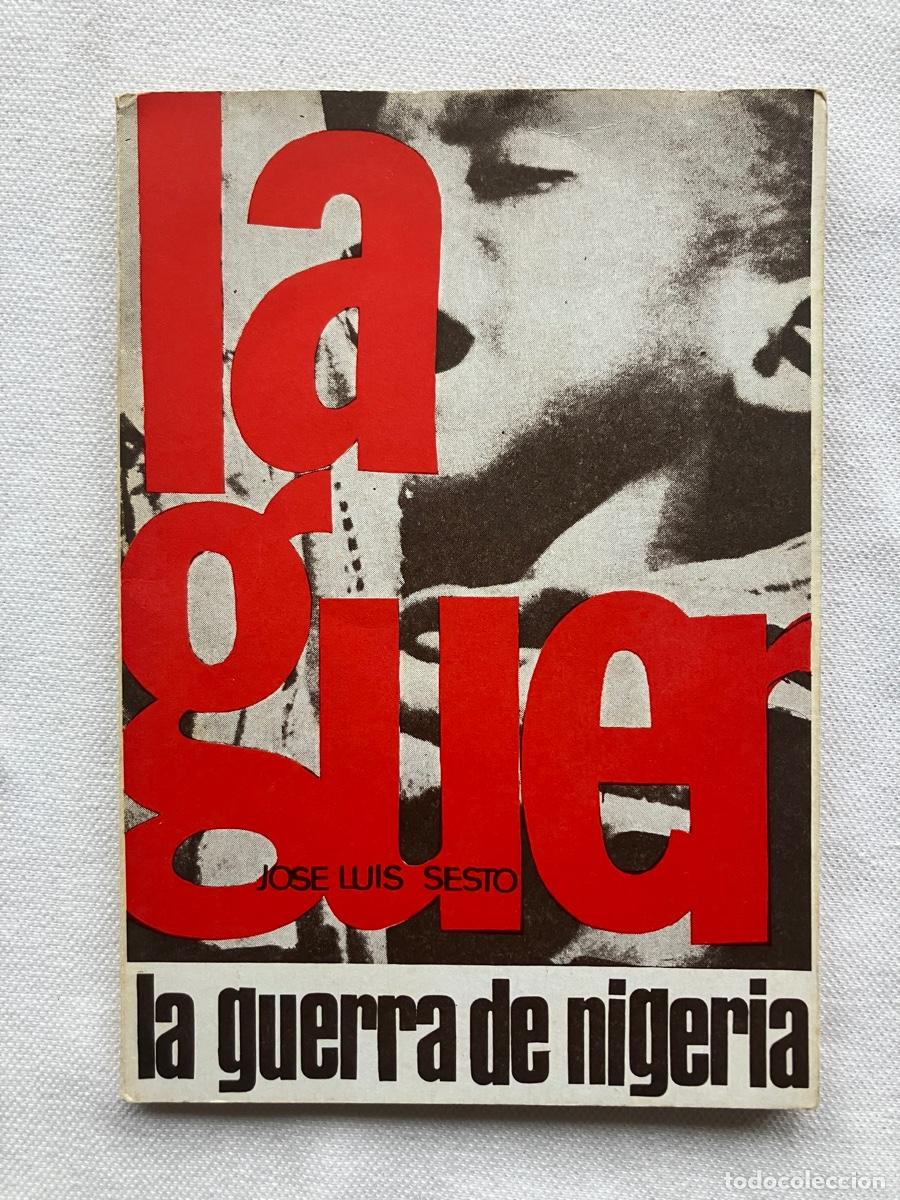 la
guer
JOSE LUIS SESTO
la guerra de nigeria
todocoleccion